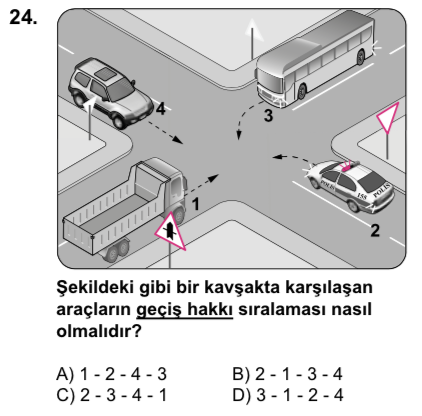 24.
4
3
1
POLİS
155
POLİS
2
Şekildeki gibi bir kavşakta karşılaşan
araçların geçiş hakkı sıralaması nasıl
olmalıdır?
A) 1 - 2 - 4 - 3
B) 2 - 1 - 3 - 4
C) 2 - 3 - 4 - 1
D) 3 - 1 - 2 - 4